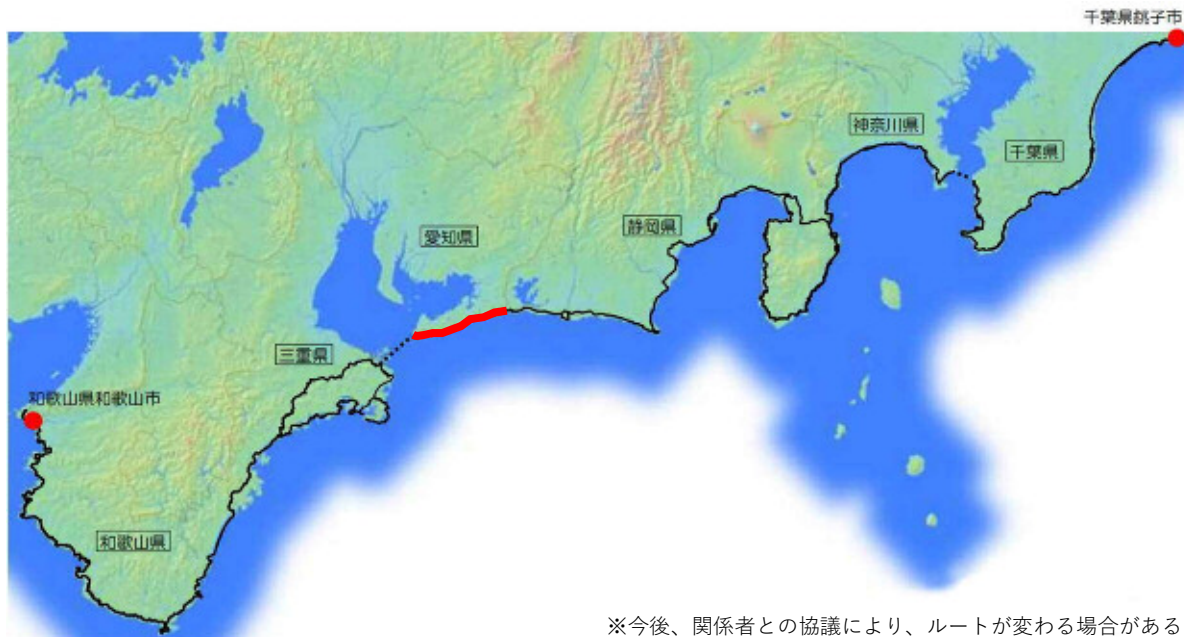 千葉県銚子市
神奈川県
千葉県
静岡県
愛知県
三重県
和歌山県和歌山市
和歌山県
※今後、関係者との協議により、ルートが変わる場合がある